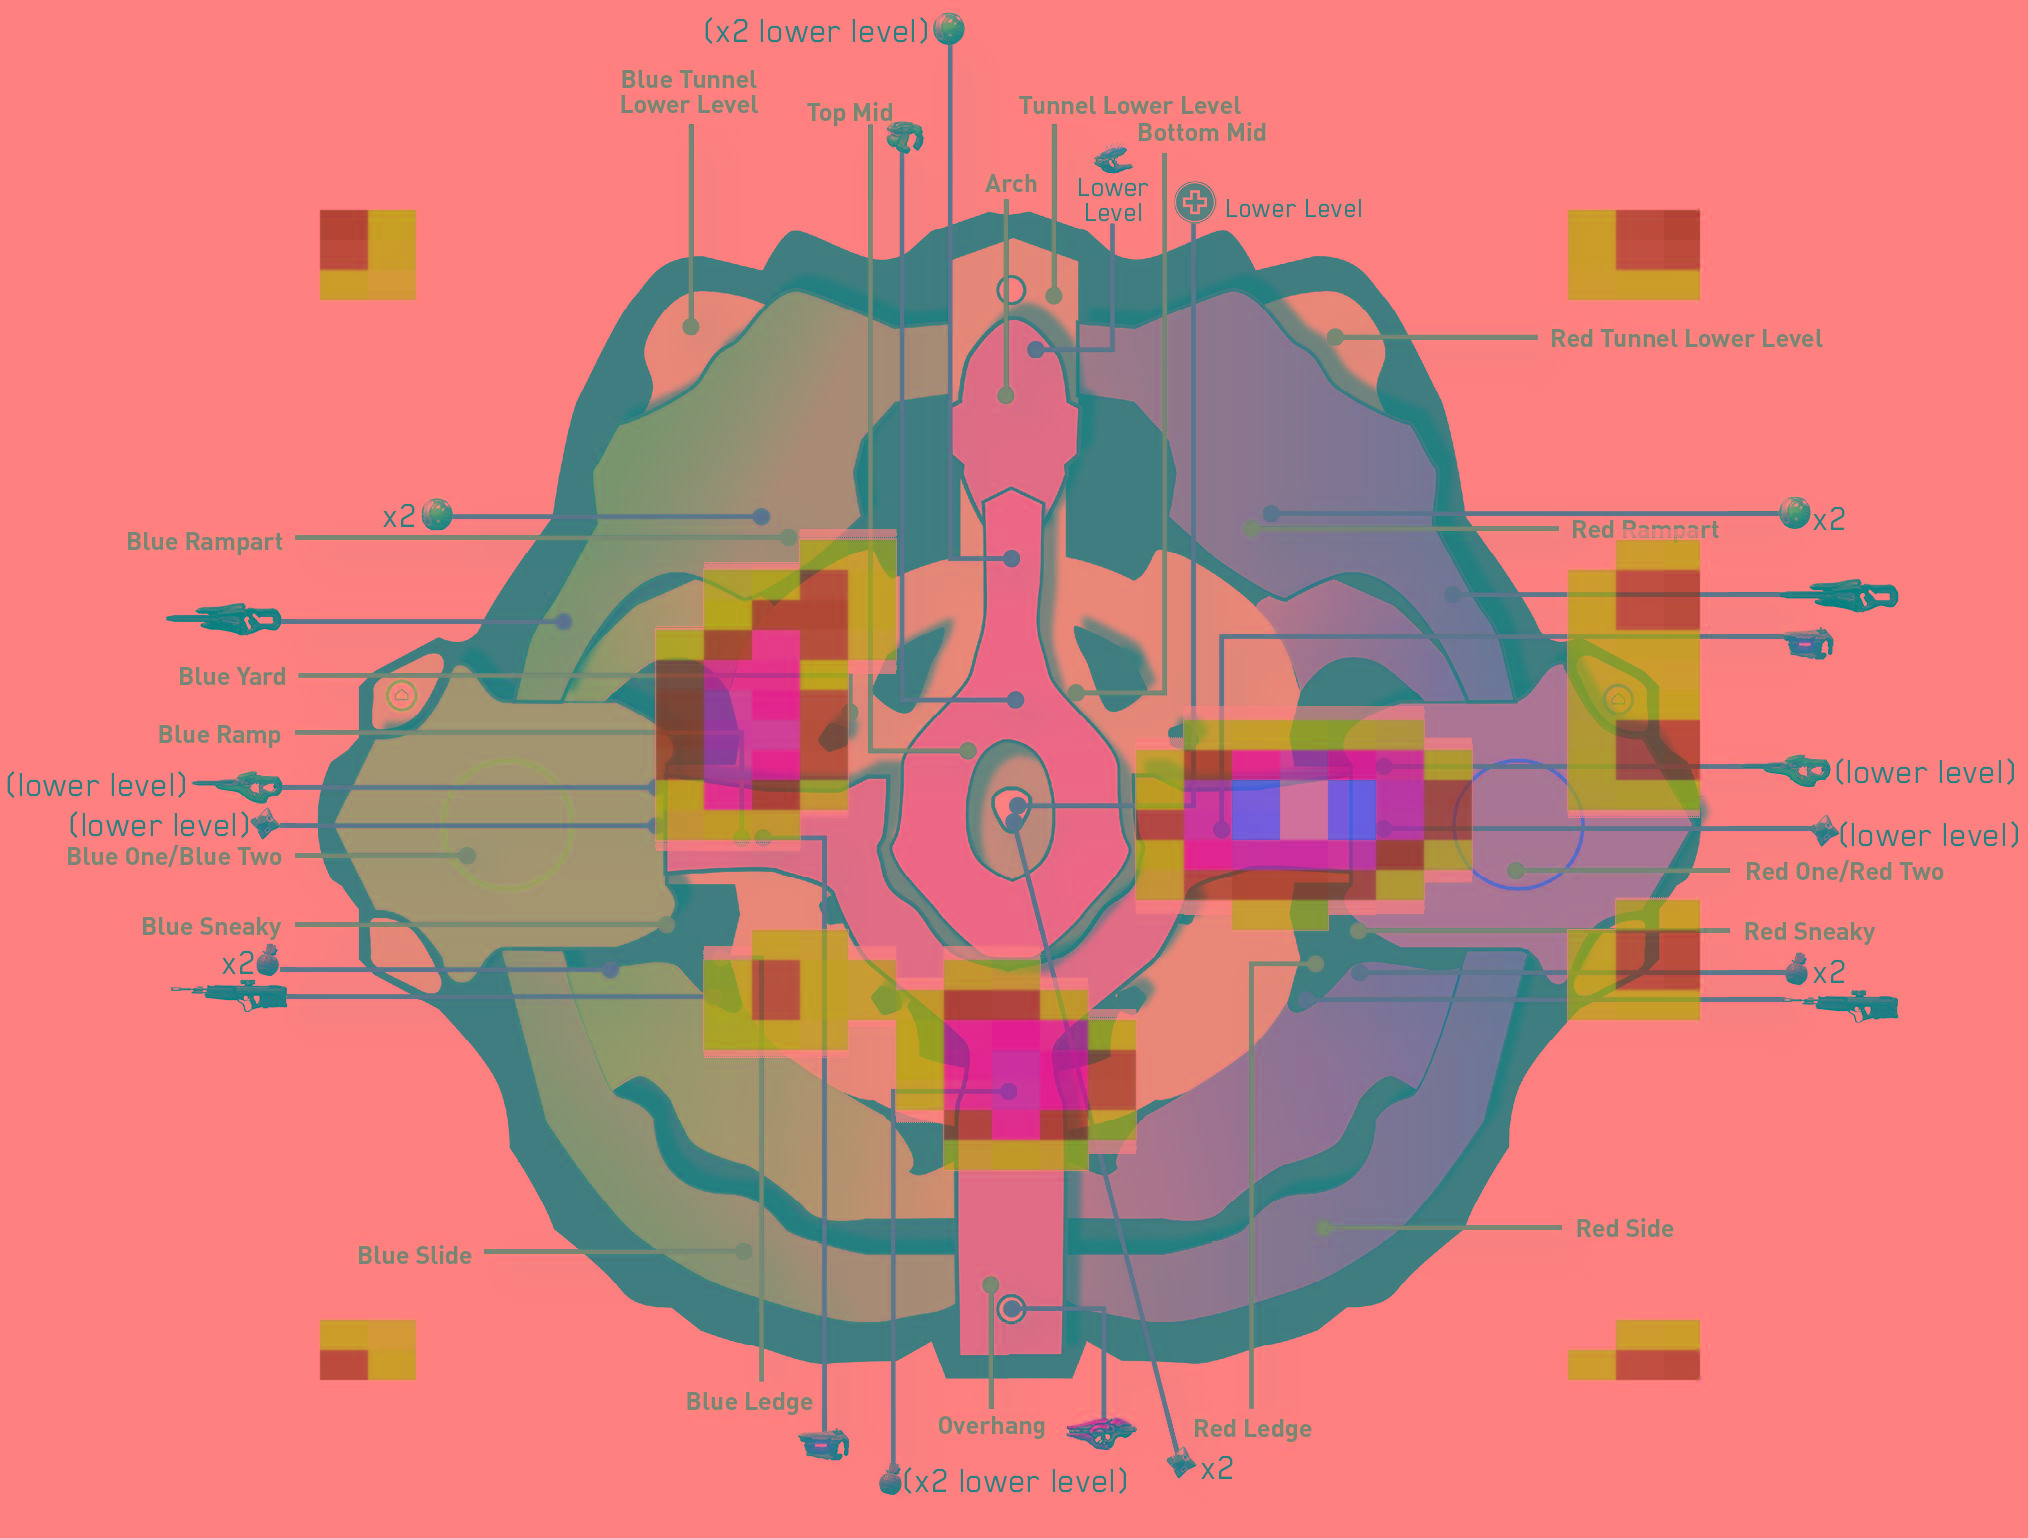 (x2 lower level)
Blue Tunnel
Lower Level
Top Mid
Tunnel Lower Level
Bottom Mid
Arch
Lower
Level
Lower Level
Red Tunnel Lower Level
x2
x2
Blue Rampart
Red Rampart
Blue Yard
Blue Ramp
(lower level)
(lower level)
(lower level)
(lower level)
Blue One/Blue Two
Red One/Red Two
Blue Sneaky
Red Sneaky
x2
x2
Blue Slide
Red Side
Blue Ledge
Overhang
Red Ledge
x2
(x2 lower level)